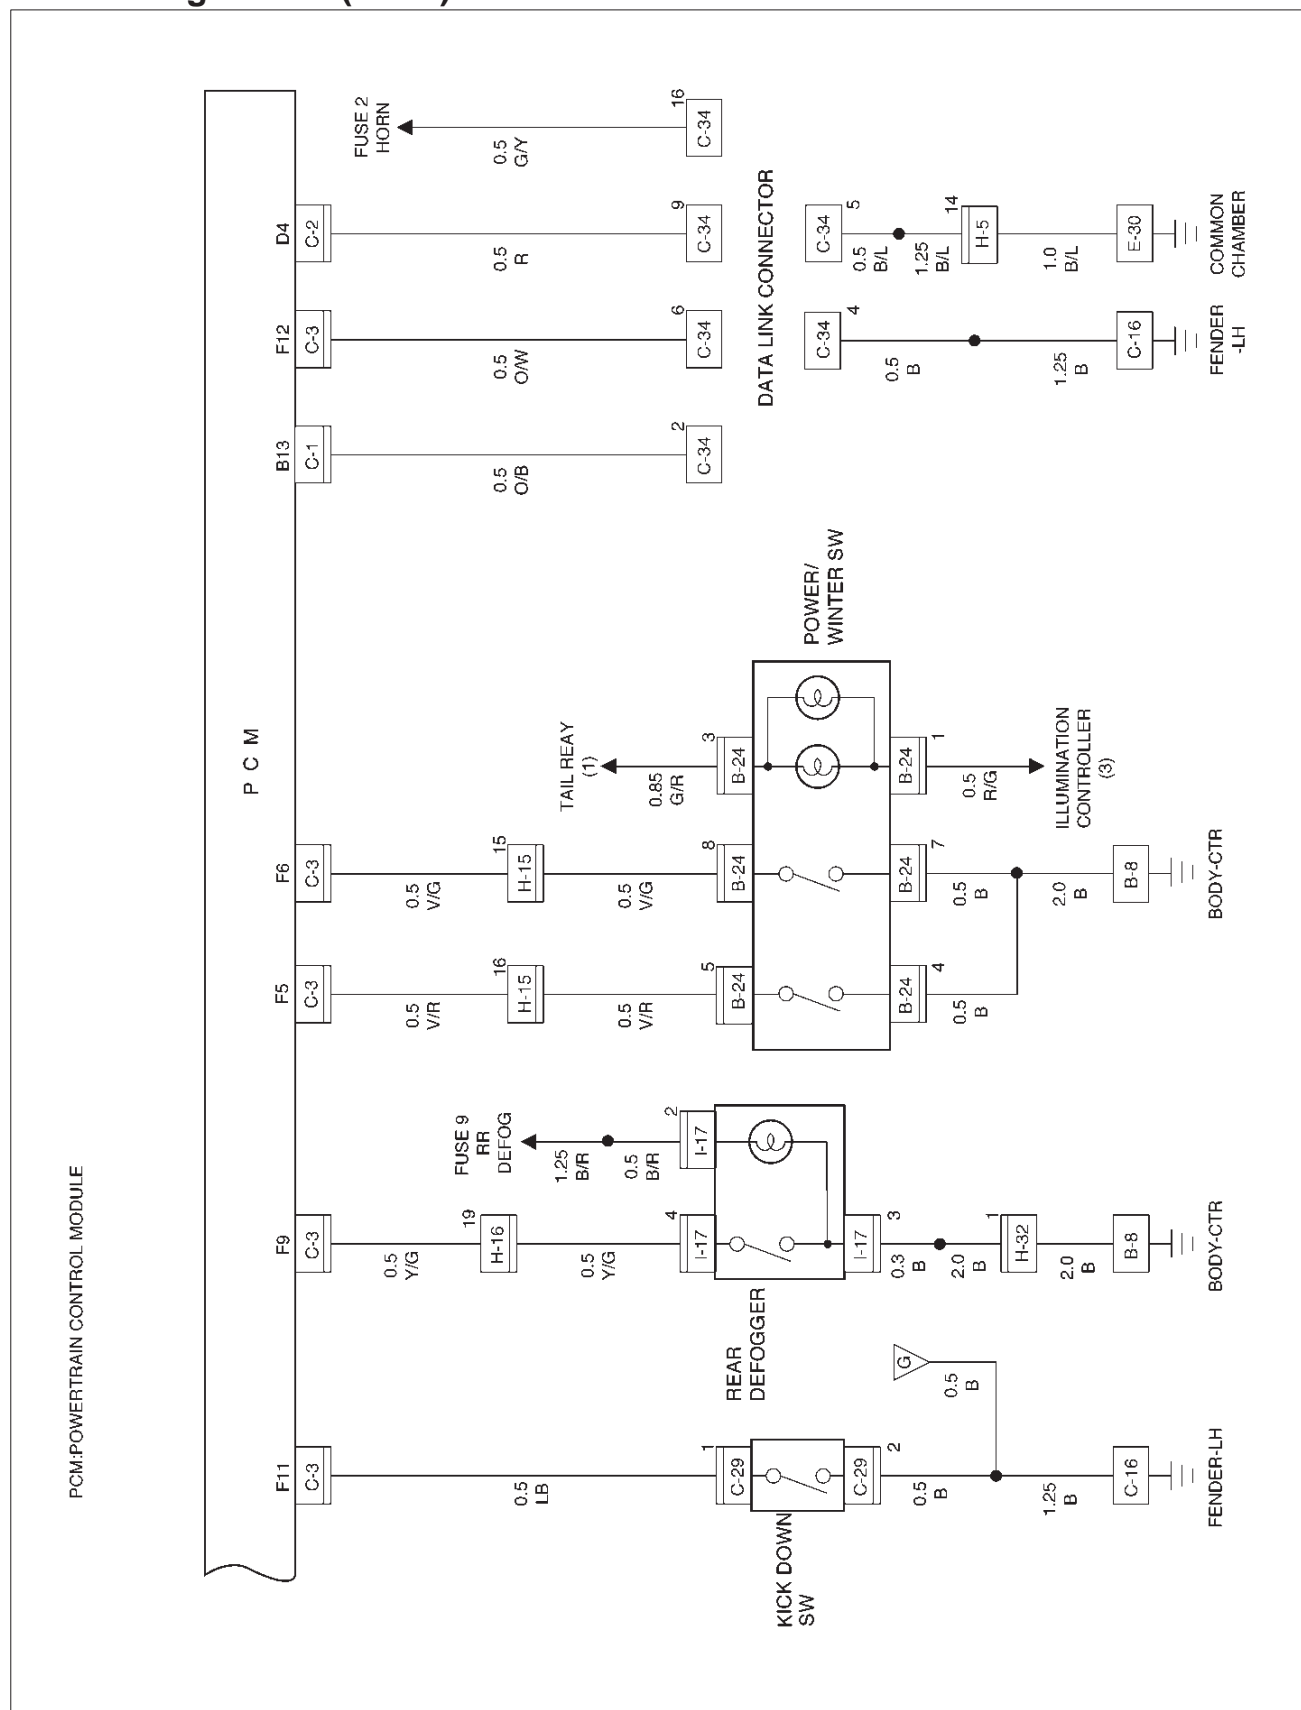 PCM:POWERTRAIN CONTROL MODULE
P C M
F11
C-3
0.5
LB
1
C-29
KICK DOWN
SW
C-29
2
0.5
B
G
0.5
B
1.25
B
C-16
FENDER-LH
F9
C-3
0.5
Y/G
19
H-16
0.5
Y/G
4
I-17
FUSE 9
RR
DEFOG
1.25
B/R
0.5
B/R
2
I-17
REAR
DEFOGGER
I-17
3
0.3
B
2.0
B
1
H-32
2.0
B
B-8
BODY-CTR
F5
C-3
0.5
V/R
16
H-15
0.5
V/R
5
B-24
B-24
4
0.5
B
F6
C-3
0.5
V/G
15
H-15
0.5
V/G
8
B-24
B-24
7
0.5
B
2.0
B
B-8
BODY-CTR
TAIL REAY
(1)
0.85
G/R
3
B-24
POWER/
WINTER SW
B-24
1
0.5
R/G
ILLUMINATION
CONTROLLER
(3)
B13
C-1
0.5
O/B
2
C-34
F12
C-3
0.5
O/W
6
C-34
D4
C-2
0.5
R
9
C-34
FUSE 2
HORN
0.5
G/Y
16
C-34
DATA LINK CONNECTOR
C-34
4
0.5
B
1.25
B
C-16
FENDER
-LH
C-34
5
0.5
B/L
1.25
B/L
14
H-5
1.0
B/L
E-30
COMMON
CHAMBER